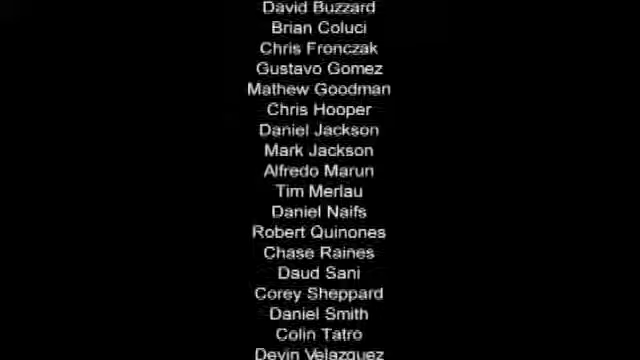 David Buzzard
Brian Coluci
Chris Fronczak
Gustavo Gomez
Mathew Goodman
Chris Hooper
Daniel Jackson
Mark Jackson
Alfredo Marun
Tim Merlau
Daniel Naifs
Robert Quinones
Chase Raines
Daud Sani
Corey Sheppard
Daniel Smith
Colin Tatro
Devin Velazquez